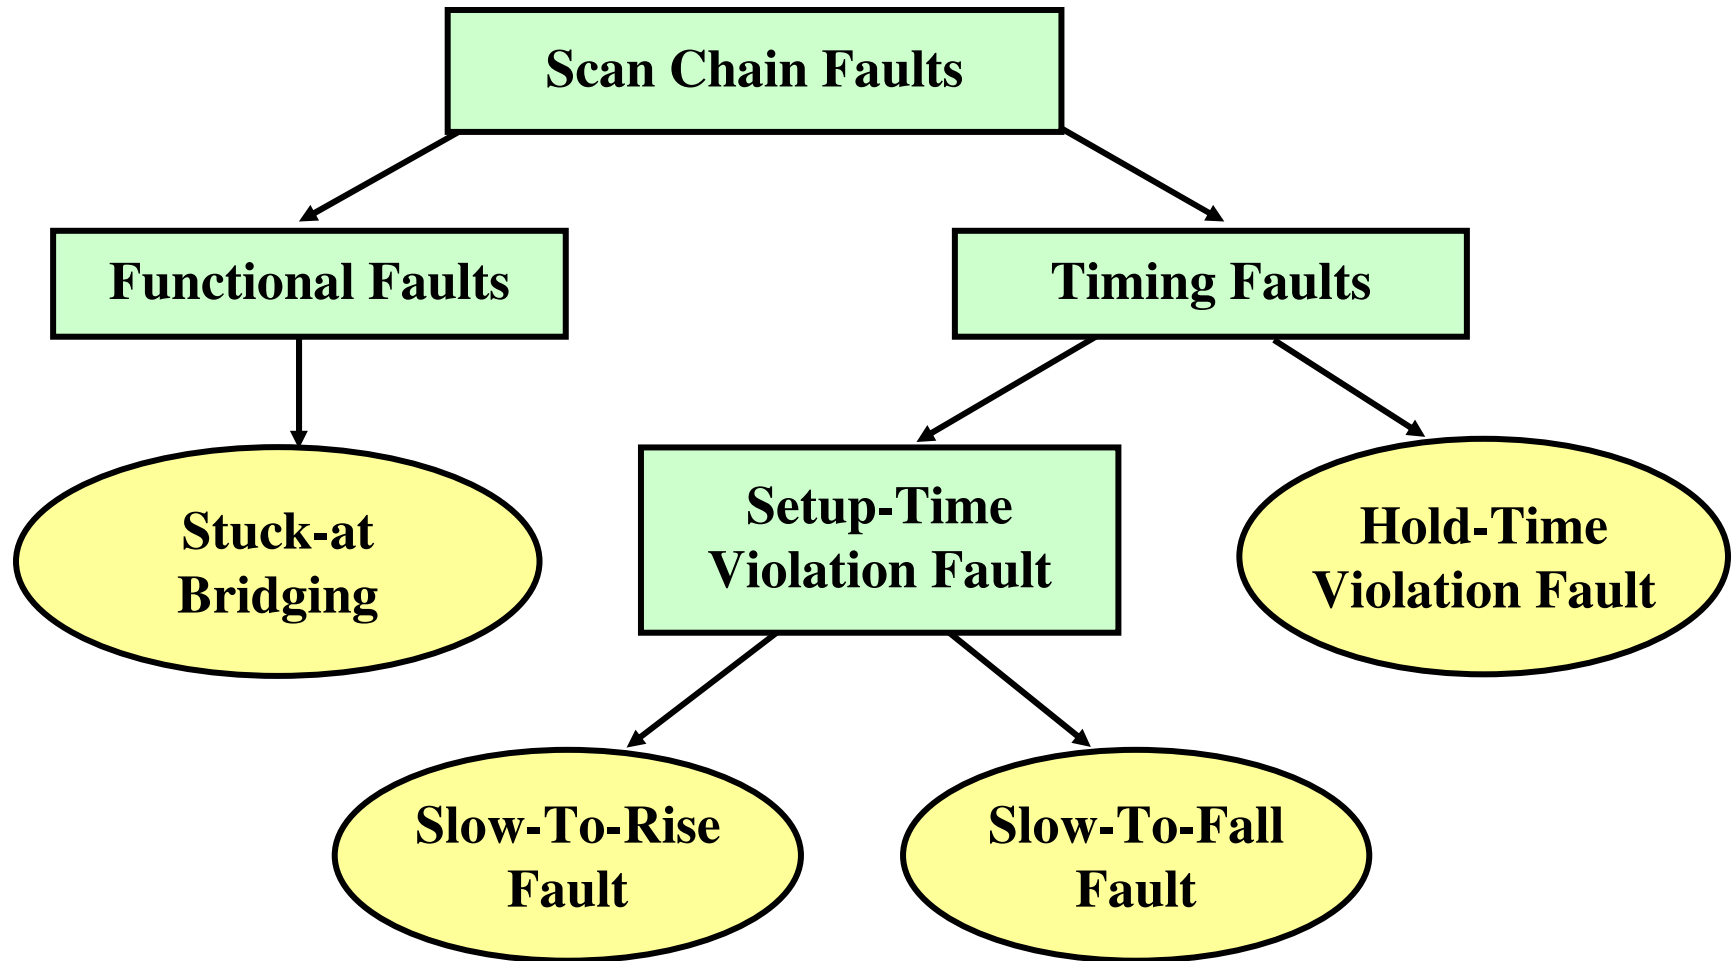 Scan Chain Faults
Functional Faults
Timing Faults
Stuck-at
Bridging
Setup-Time
Violation Fault
Hold-Time
Violation Fault
Slow-To-Rise
Fault
Slow-To-Fall
Fault